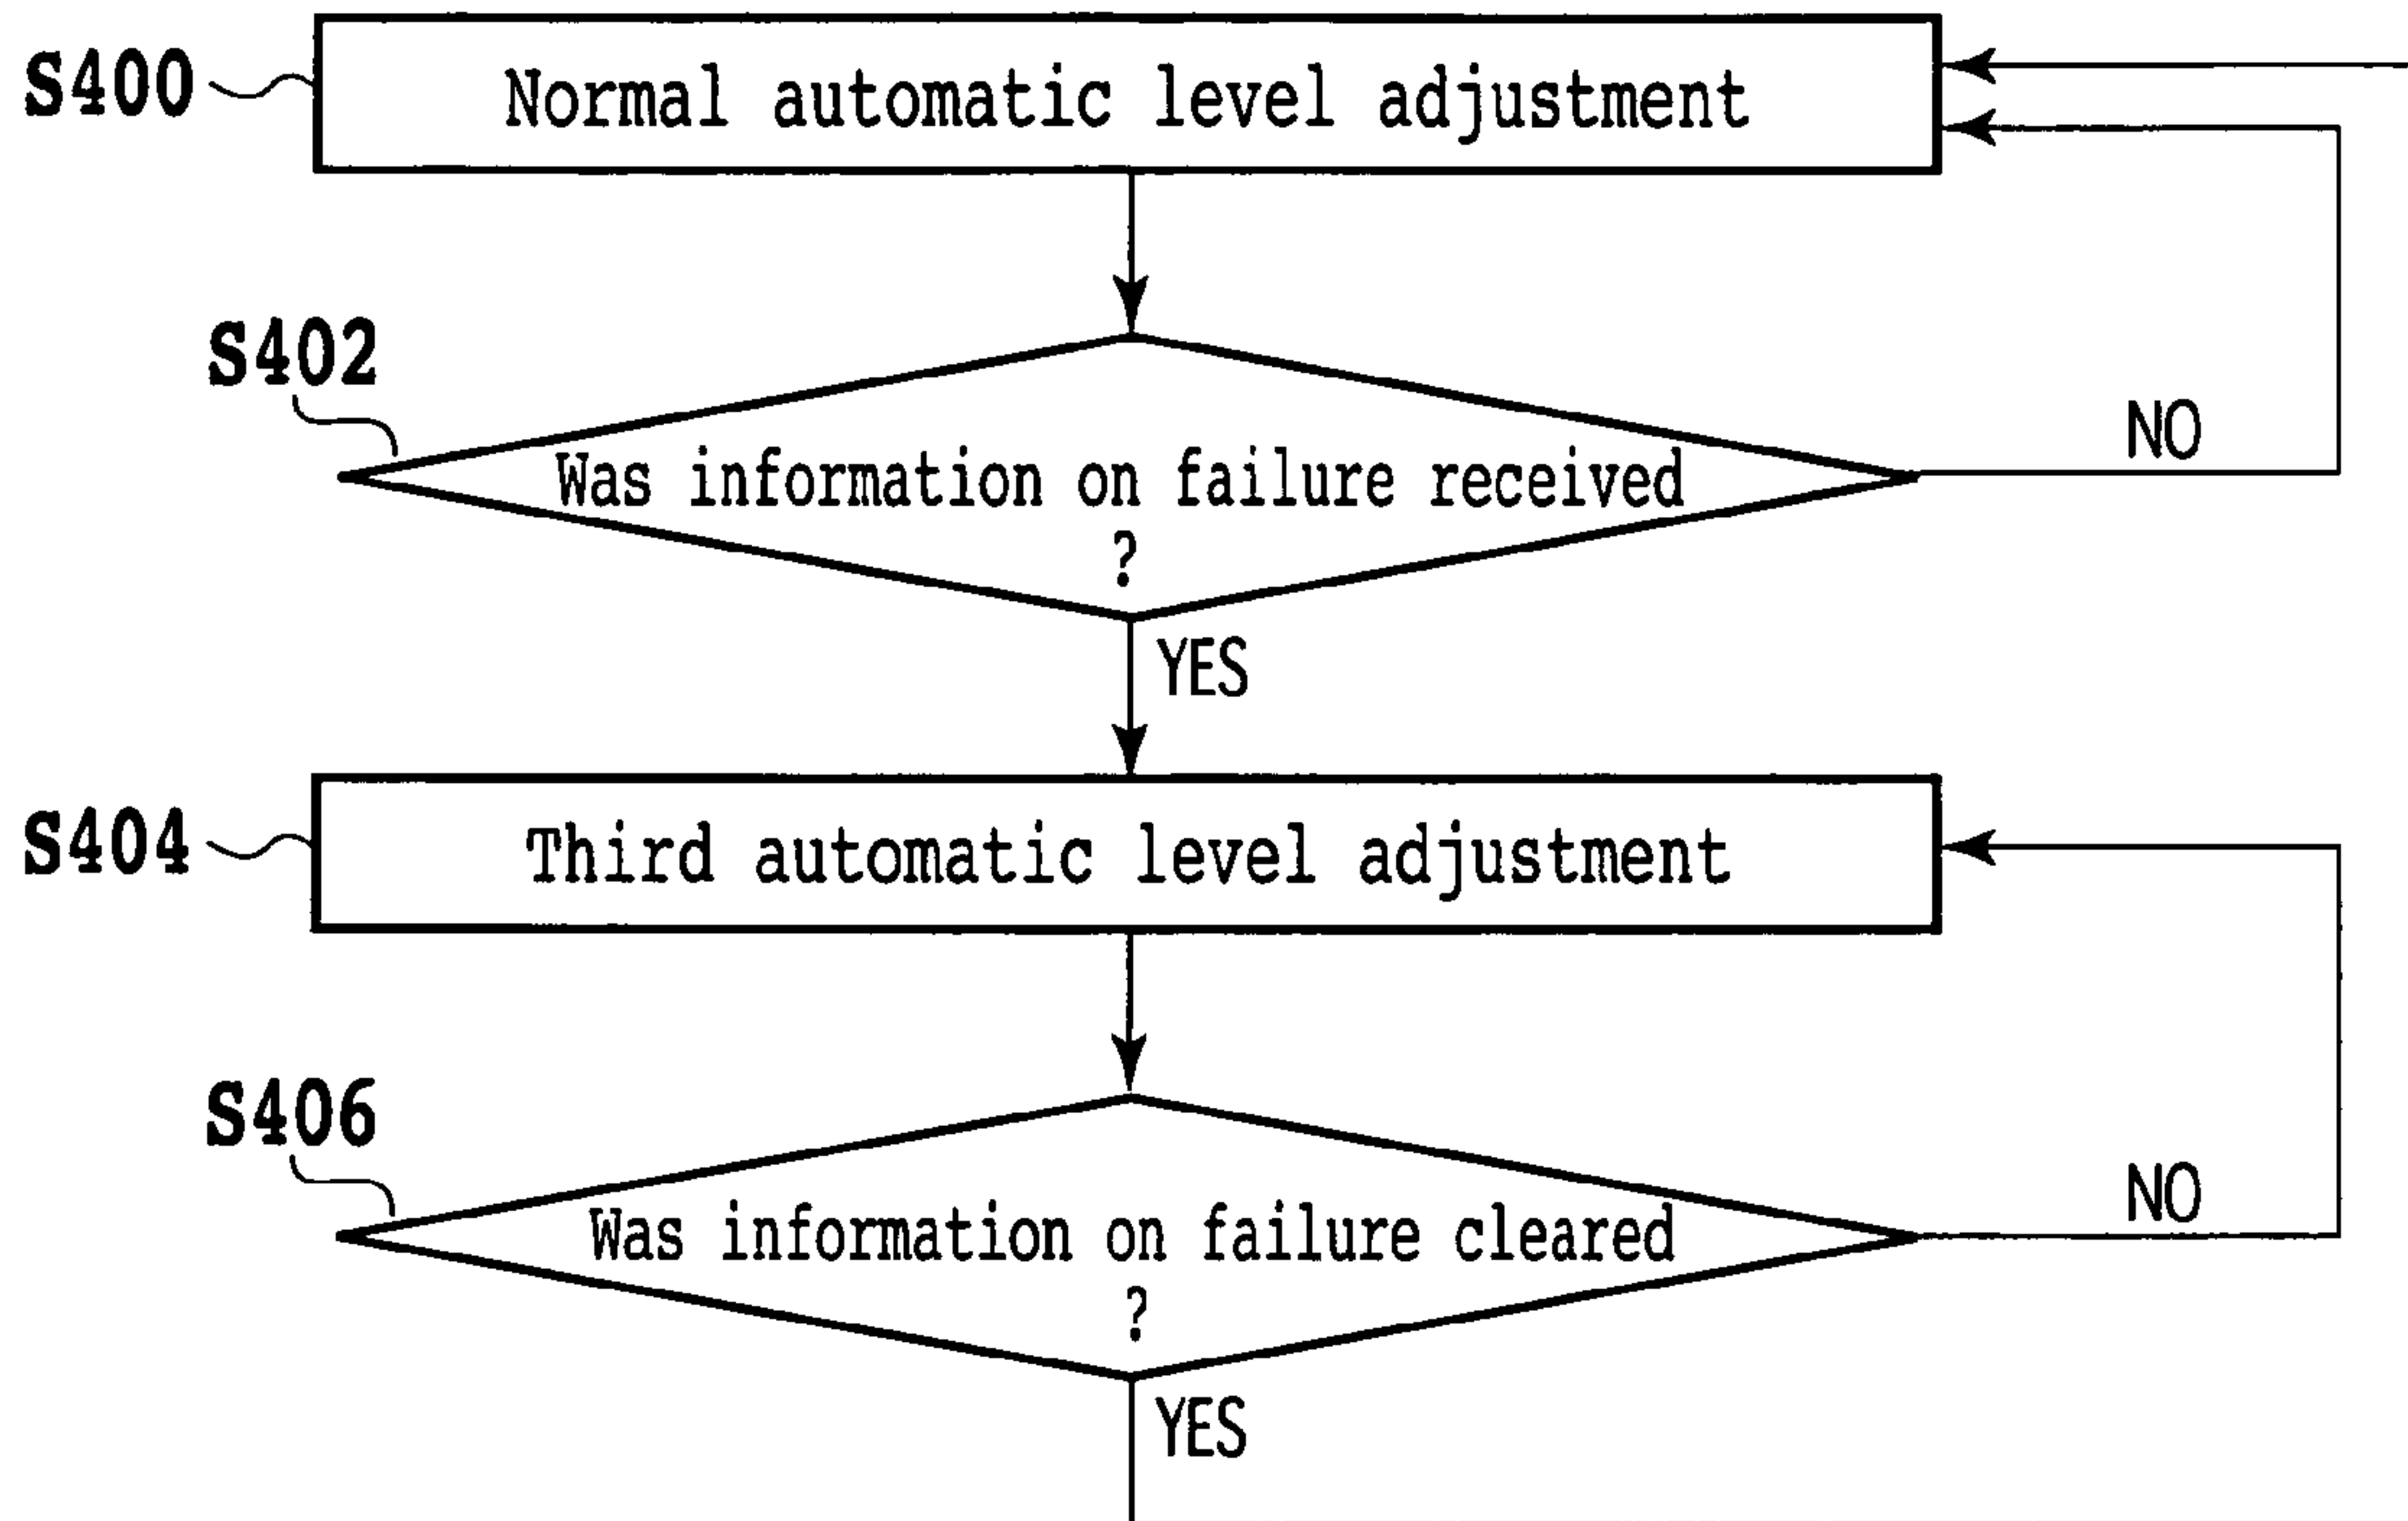 S400
Normal automatic level adjustment
S402
Was information on failure received
?
NO
YES
S404
Third automatic level adjustment
S406
Was information on failure cleared
?
NO
YES